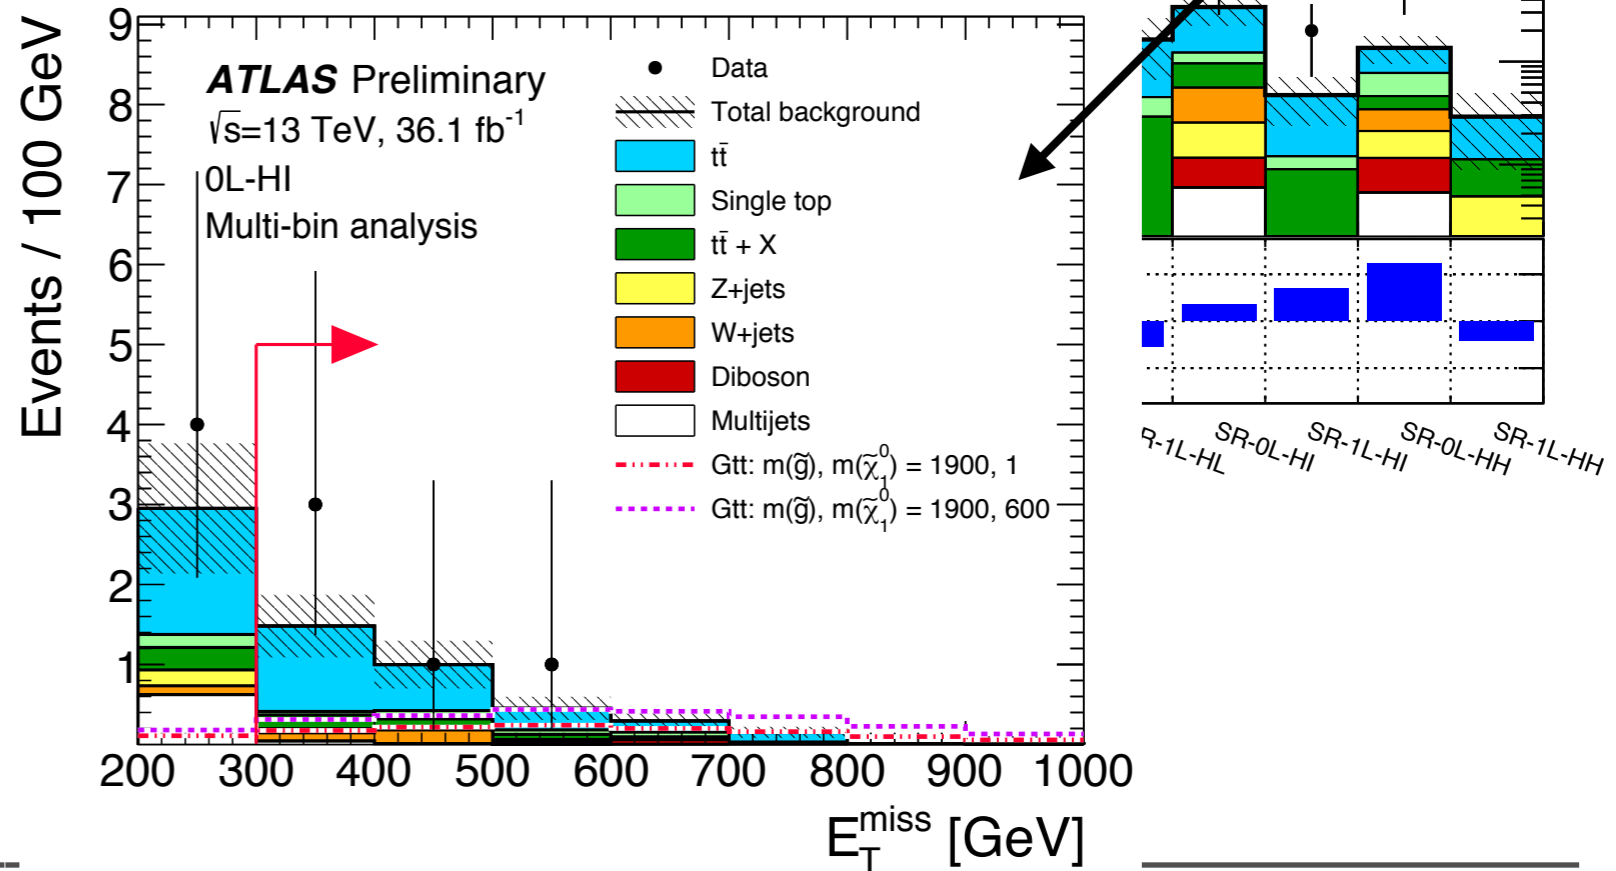 Events / 100 GeV
9
8
7
6
5
4
3
2
1
ATLAS Preliminary
√s=13 TeV, 36.1 fb⁻¹
0L-HI
Multi-bin analysis
Data
Total background
tt̄
Single top
tt̄ + X
Z+jets
W+jets
Diboson
Multijets
Gtt: m(g̃), m(χ̃⁰₁) = 1900, 1
Gtt: m(g̃), m(χ̃⁰₁) = 1900, 600
200 300 400 500 600 700 800 900 1000
E_T^miss [GeV]
R-1L-HL
SR-0L-HI
SR-1L-HI
SR-0L-HH
SR-1L-HH